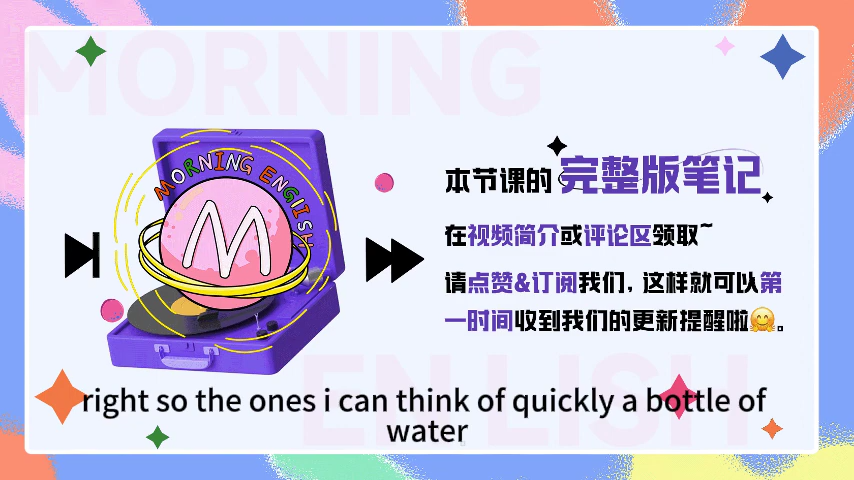 MORNING
MORNING ENGLISH
M
本节课的 完整版笔记
在视频简介或评论区领取~
请点赞&订阅我们，这样就可以第
一时间收到我们的更新提醒啦🤗。
EN LISH
right so the ones i can think of quickly a bottle of
water